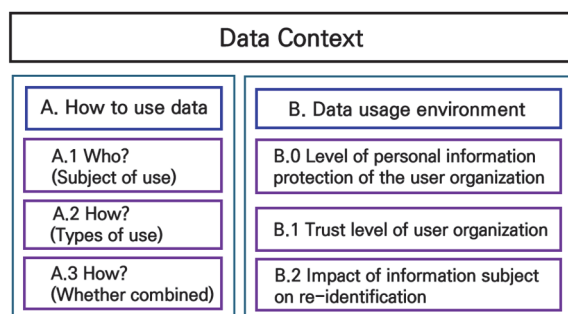 Data Context
A. How to use data
A.1 Who?
(Subject of use)
A.2 How?
(Types of use)
A.3 How?
(Whether combined)
B. Data usage environment
B.0 Level of personal information
protection of the user organization
B.1 Trust level of user organization
B.2 Impact of information subject
on re-identification